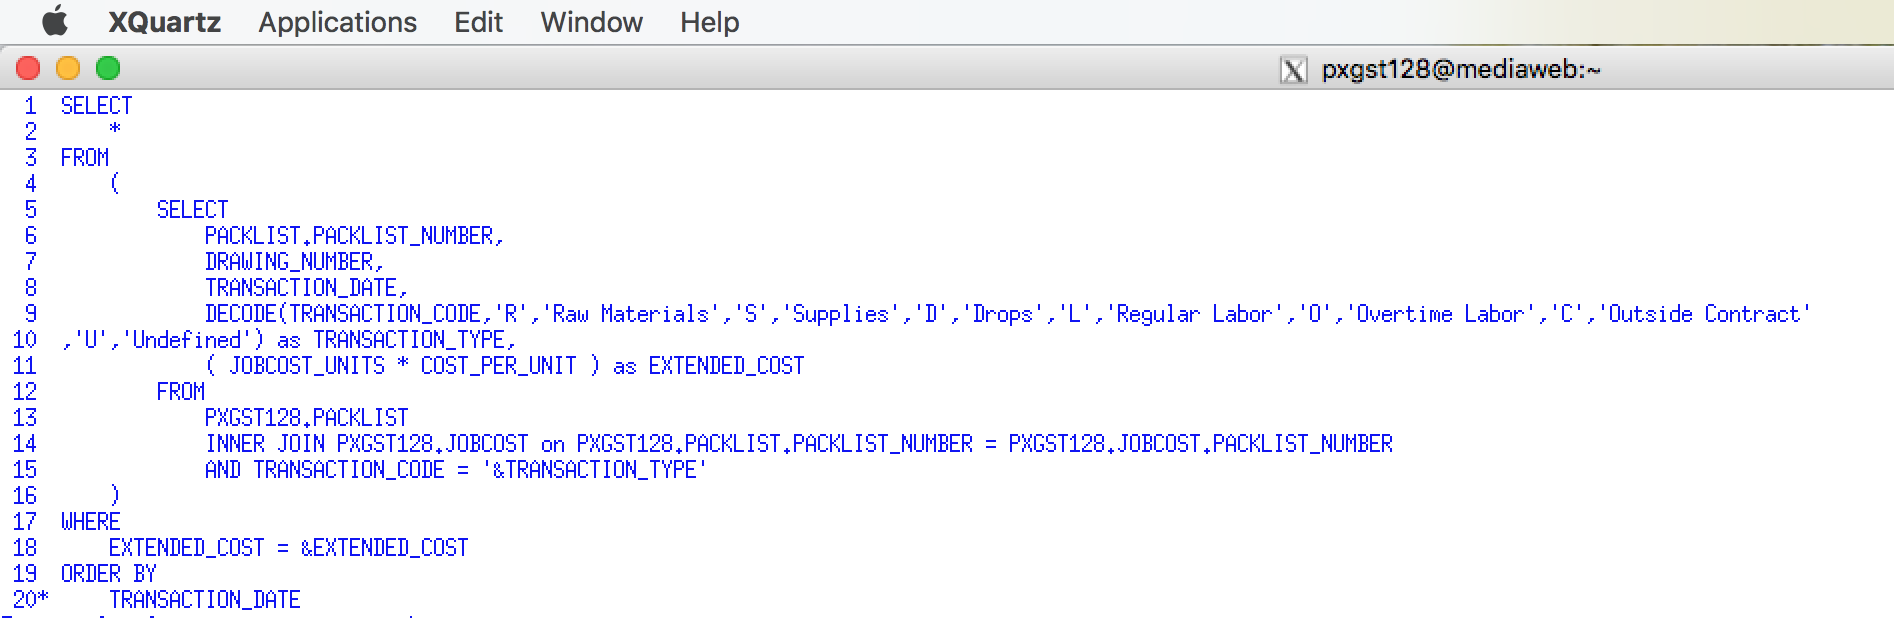 XQuartz Applications Edit Window Help
X pxgst128@mediaweb:~
1 SELECT
2     *
3 FROM
4     (
5         SELECT
6             PACKLIST.PACKLIST_NUMBER,
7             DRAWING_NUMBER,
8             TRANSACTION_DATE,
9             DECODE(TRANSACTION_CODE,'R','Raw Materials','S','Supplies','D','Drops','L','Regular Labor','O','Overtime Labor','C','Outside Contract'
10 ,'U','Undefined') as TRANSACTION_TYPE,
11             ( JOBCOST_UNITS * COST_PER_UNIT ) as EXTENDED_COST
12         FROM
13             PXGST128.PACKLIST
14             INNER JOIN PXGST128.JOBCOST on PXGST128.PACKLIST.PACKLIST_NUMBER = PXGST128.JOBCOST.PACKLIST_NUMBER
15             AND TRANSACTION_CODE = '&TRANSACTION_TYPE'
16     )
17 WHERE
18     EXTENDED_COST = &EXTENDED_COST
19 ORDER BY
20*     TRANSACTION_DATE